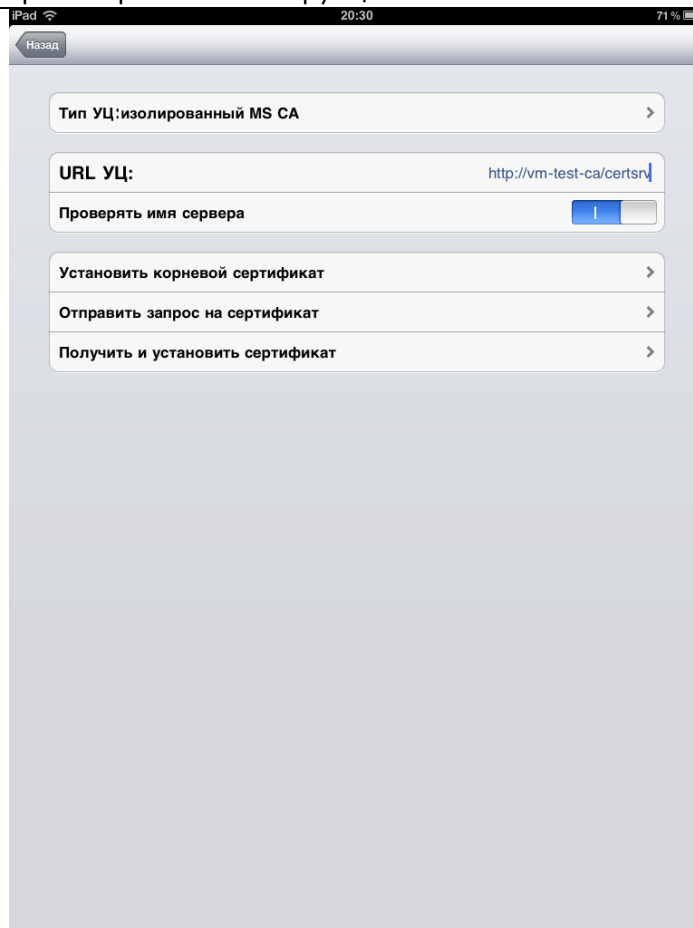 iPad 20:30 71 %
Назад
Тип УЦ:изолированный MS CA
URL УЦ: http://vm-test-ca/certsrv
Проверять имя сервера
Установить корневой сертификат
Отправить запрос на сертификат
Получить и установить сертификат